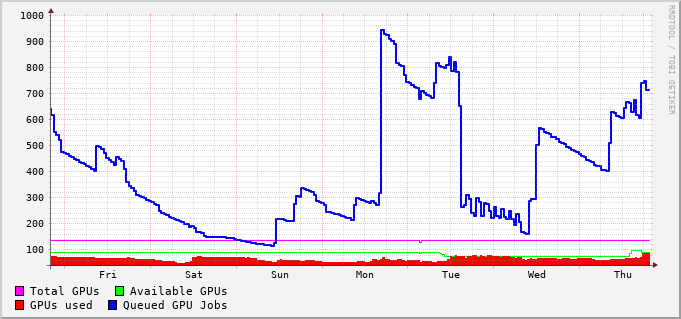 1000
900
800
700
600
500
400
300
200
100
Fri Sat Sun Mon Tue Wed Thu
Total GPUs Available GPUs
GPUs used Queued GPU Jobs
RRDTOOL / TOBI OETIKER